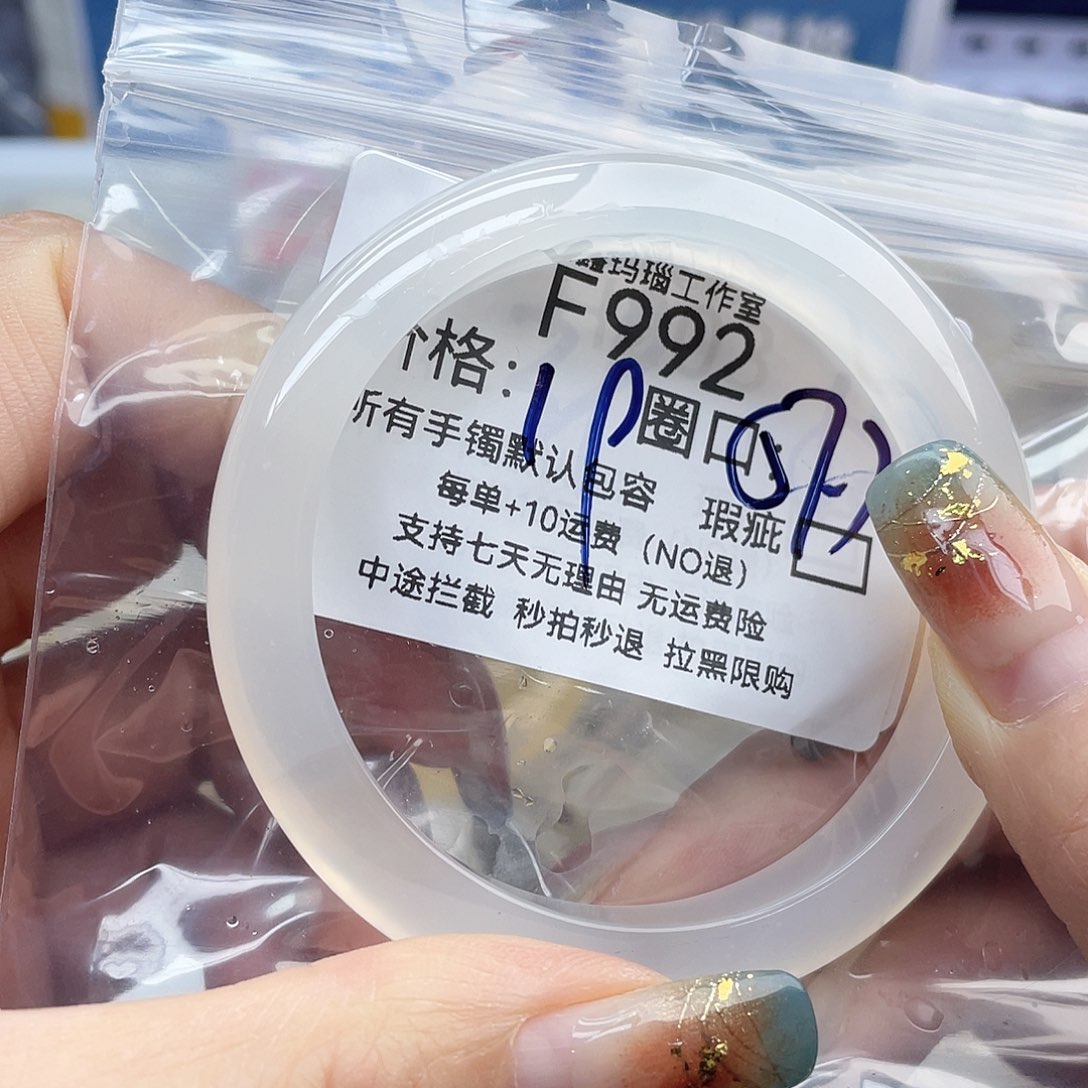 玛瑙工作室
F992
格: 圈口:
所有手镯默认包容 瑕疵
每单+10运费 (NO退)
支持七天无理由 无运费险
中途拦截 秒拍秒退 拉黑限购